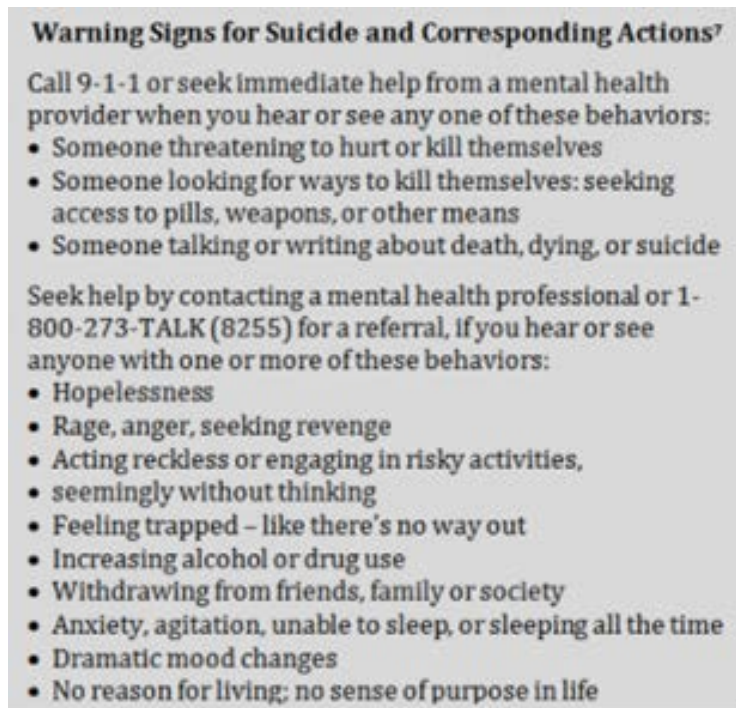 Warning Signs for Suicide and Corresponding Actions⁷
Call 9-1-1 or seek immediate help from a mental health
provider when you hear or see any one of these behaviors:
• Someone threatening to hurt or kill themselves
• Someone looking for ways to kill themselves: seeking
access to pills, weapons, or other means
• Someone talking or writing about death, dying, or suicide
Seek help by contacting a mental health professional or 1-
800-273-TALK (8255) for a referral, if you hear or see
anyone with one or more of these behaviors:
• Hopelessness
• Rage, anger, seeking revenge
• Acting reckless or engaging in risky activities,
• seemingly without thinking
• Feeling trapped – like there’s no way out
• Increasing alcohol or drug use
• Withdrawing from friends, family or society
• Anxiety, agitation, unable to sleep, or sleeping all the time
• Dramatic mood changes
• No reason for living; no sense of purpose in life